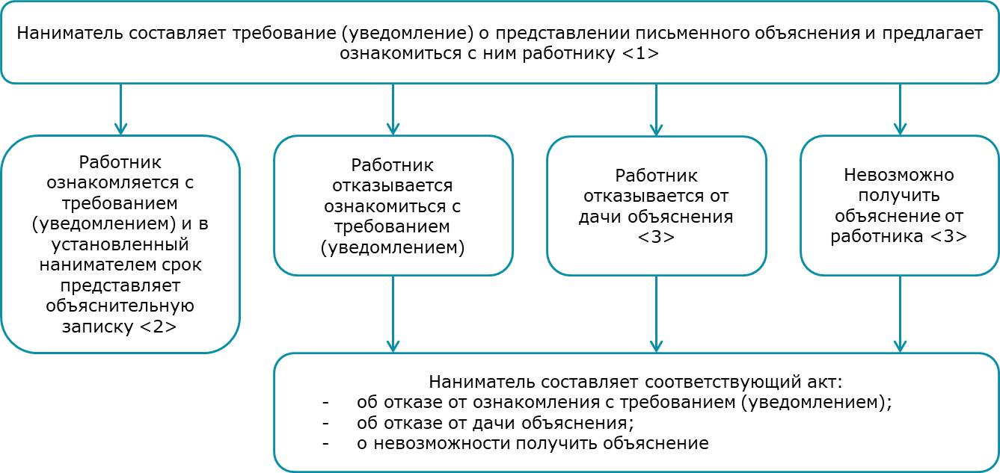 Наниматель составляет требование (уведомление) о представлении письменного объяснения и предлагает
ознакомиться с ним работнику <1>
Работник
ознакомляется с
требованием
(уведомлением) и в
установленный
нанимателем срок
представляет
объяснительную
записку <2>
Работник
отказывается
ознакомиться с
требованием
(уведомлением)
Работник
отказывается от
дачи объяснения
<3>
Невозможно
получить
объяснение от
работника <3>
Наниматель составляет соответствующий акт:
- об отказе от ознакомления с требованием (уведомлением);
- об отказе от дачи объяснения;
- о невозможности получить объяснение